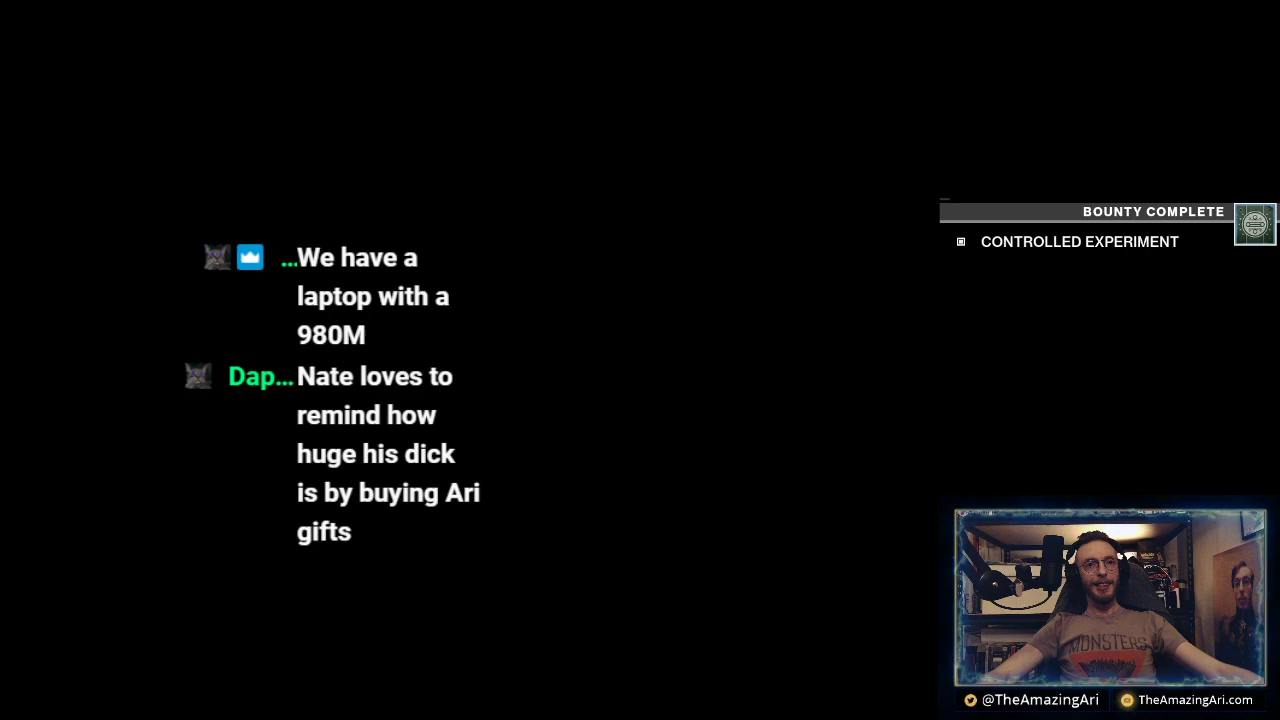 ...We have a
laptop with a
980M
Dap...Nate loves to
remind how
huge his dick
is by buying Ari
gifts
BOUNTY COMPLETE
CONTROLLED EXPERIMENT
MONSTERS
@TheAmazingAri
TheAmazingAri.com